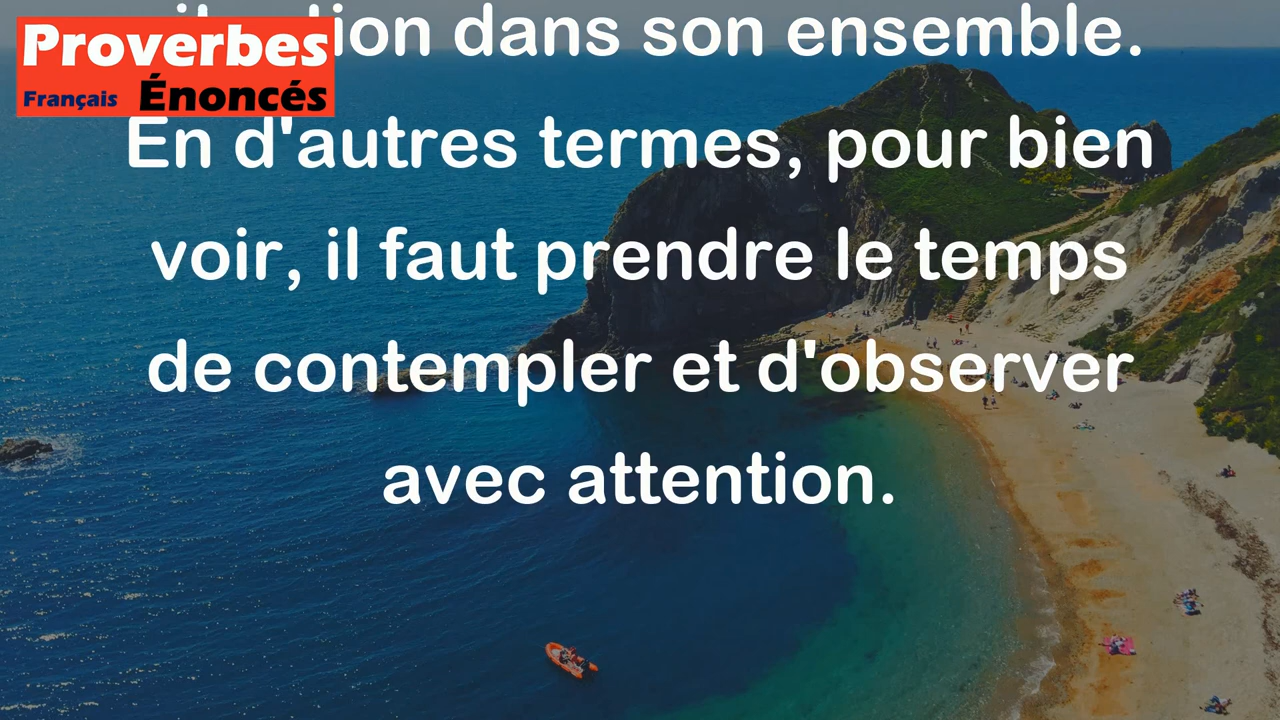 Proverbes
Français Énoncés
dans son ensemble.
En d'autres termes, pour bien
voir, il faut prendre le temps
de contempler et d'observer
avec attention.